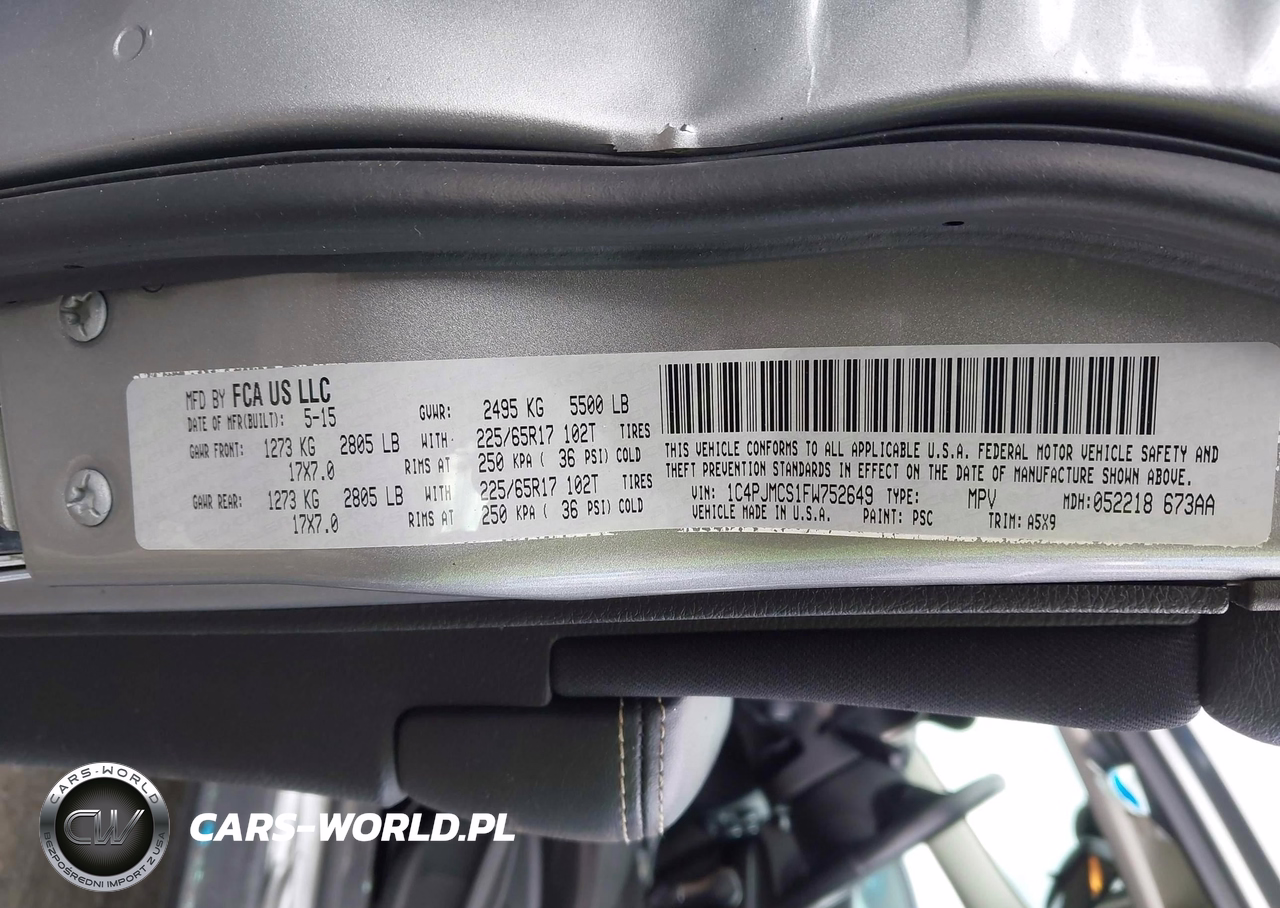 MFD BY FCA US LLC
DATE OF MFR(BUILT): 5-15 GVWR: 2495 KG 5500 LB
GAWR FRONT: 1273 KG 2805 LB WITH 225/65R17 102T TIRES
17X7.0 RIMS AT 250 KPA ( 36 PSI) COLD
GAWR REAR: 1273 KG 2805 LB WITH 225/65R17 102T TIRES
17X7.0 RIMS AT 250 KPA ( 36 PSI) COLD
THIS VEHICLE CONFORMS TO ALL APPLICABLE U.S.A. FEDERAL MOTOR VEHICLE SAFETY AND
THEFT PREVENTION STANDARDS IN EFFECT ON THE DATE OF MANUFACTURE SHOWN ABOVE.
VIN: 1C4PJMCS1FW752649 TYPE: MPV MDH:052218 673AA
VEHICLE MADE IN U.S.A. PAINT: PSC TRIM: A5X9
CARS-WORLD
CW
BEZPOŚREDNI IMPORT Z USA
CARS-WORLD.PL